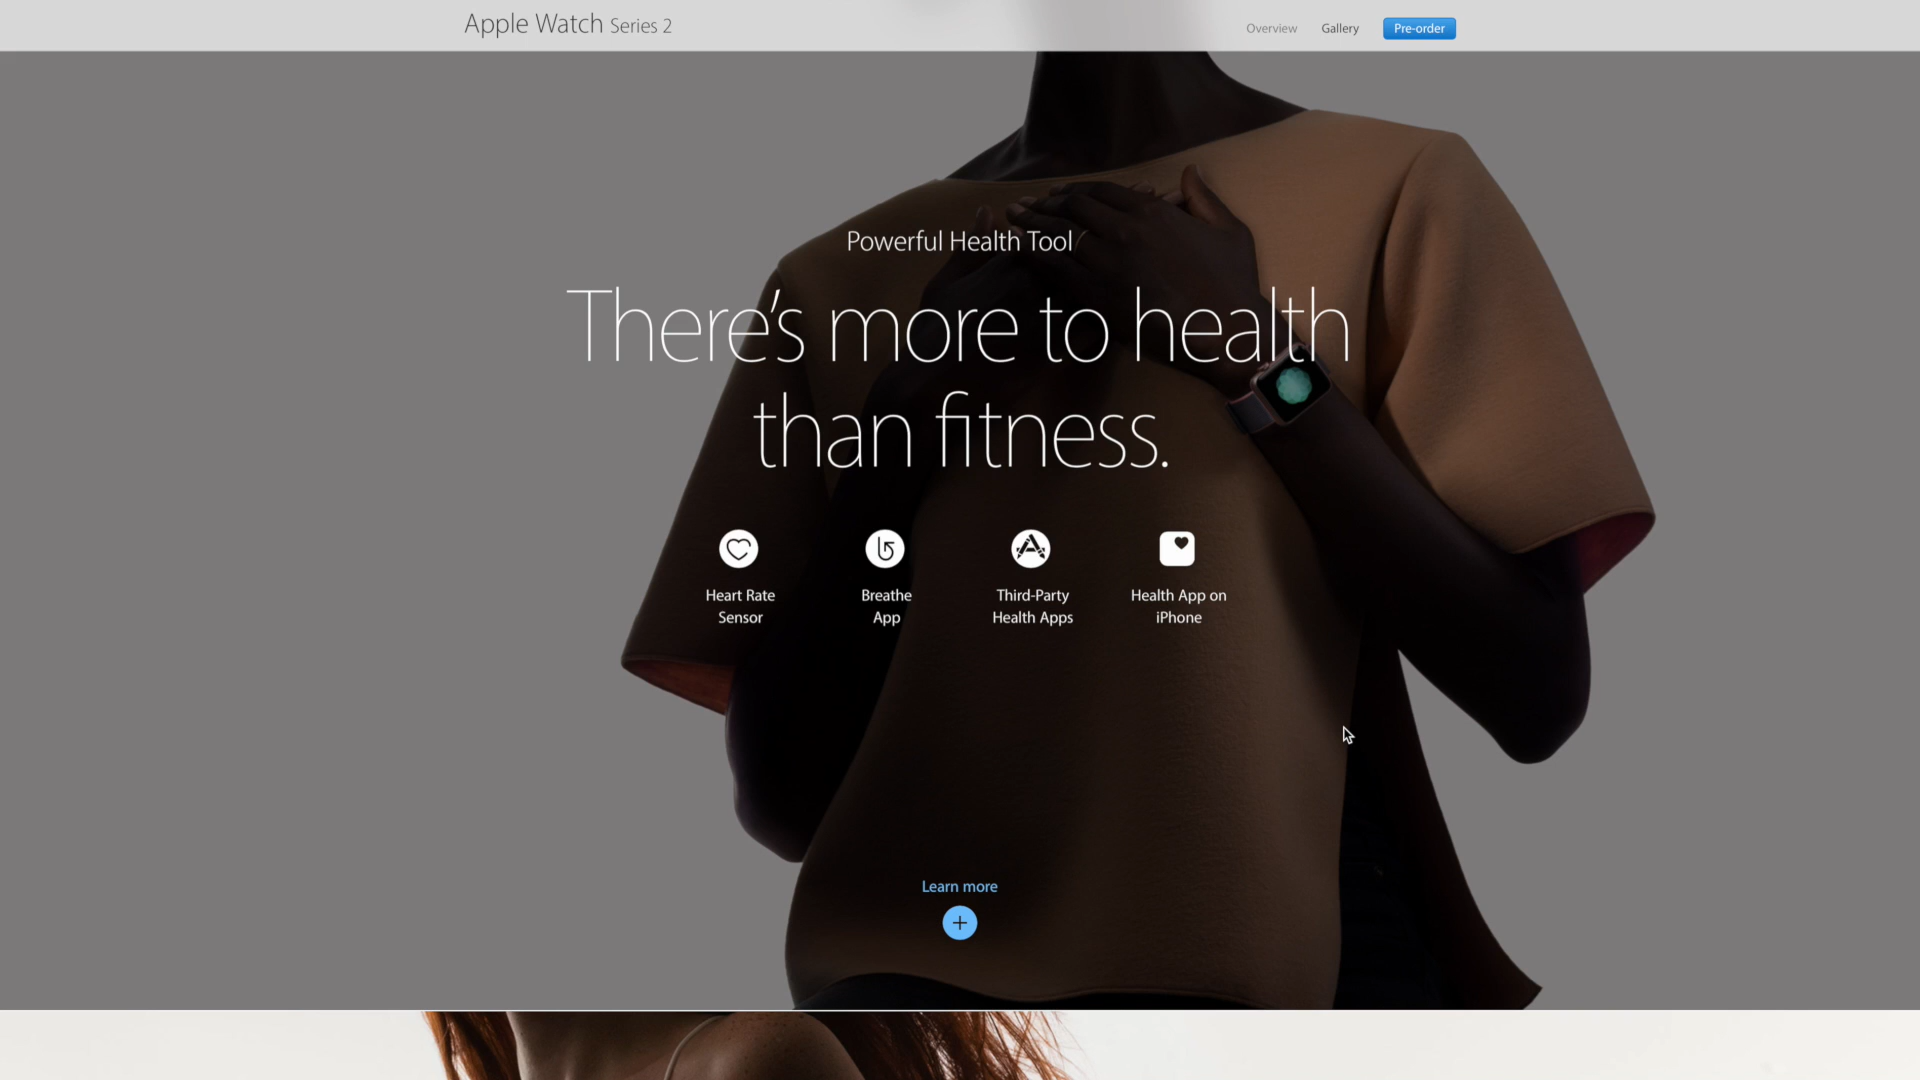 Apple Watch Series 2
Overview
Gallery
Pre-order
Powerful Health Tool
There's more to health
than fitness.
Heart Rate
Sensor
Breathe
App
Third-Party
Health Apps
Health App on
iPhone
Learn more